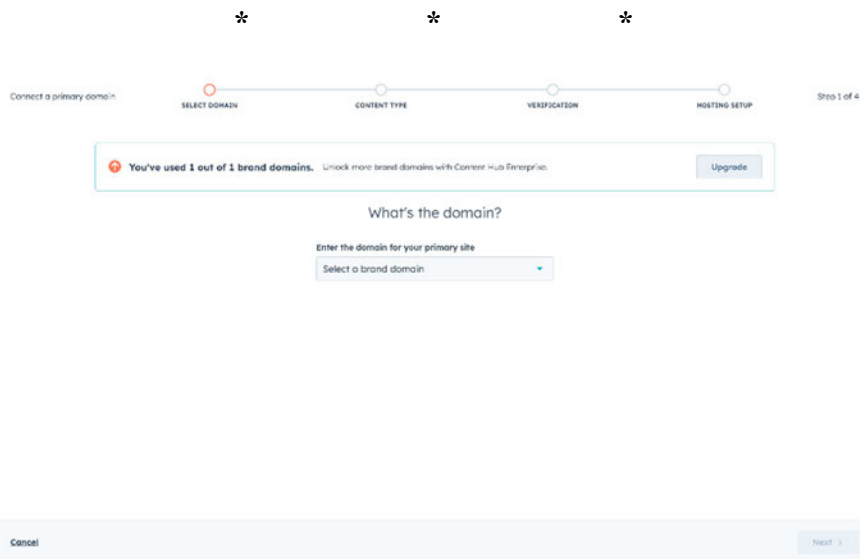 * * *
Connect a primary domain
SELECT DOMAIN
CONTENT TYPE
VERIFICATION
HOSTING SETUP
Step 1 of 4
You've used 1 out of 1 brand domains. Unlock more brand domains with Content Hub Enterprise.
Upgrade
What's the domain?
Enter the domain for your primary site
Select a brand domain
Cancel
Next >